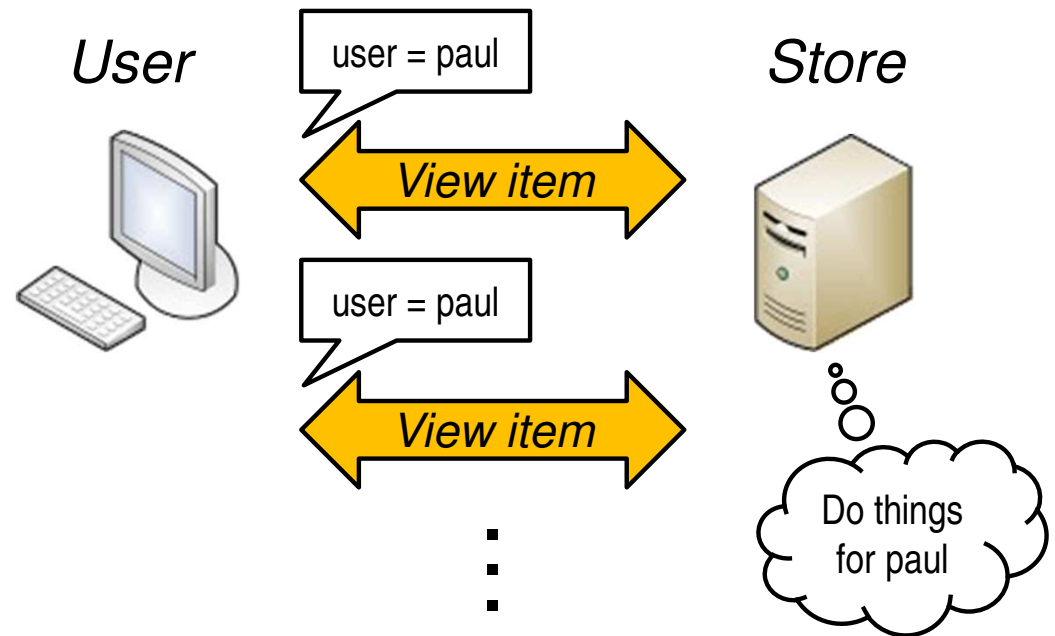 User
user = paul
Store
View item
user = paul
View item
Do things
for paul